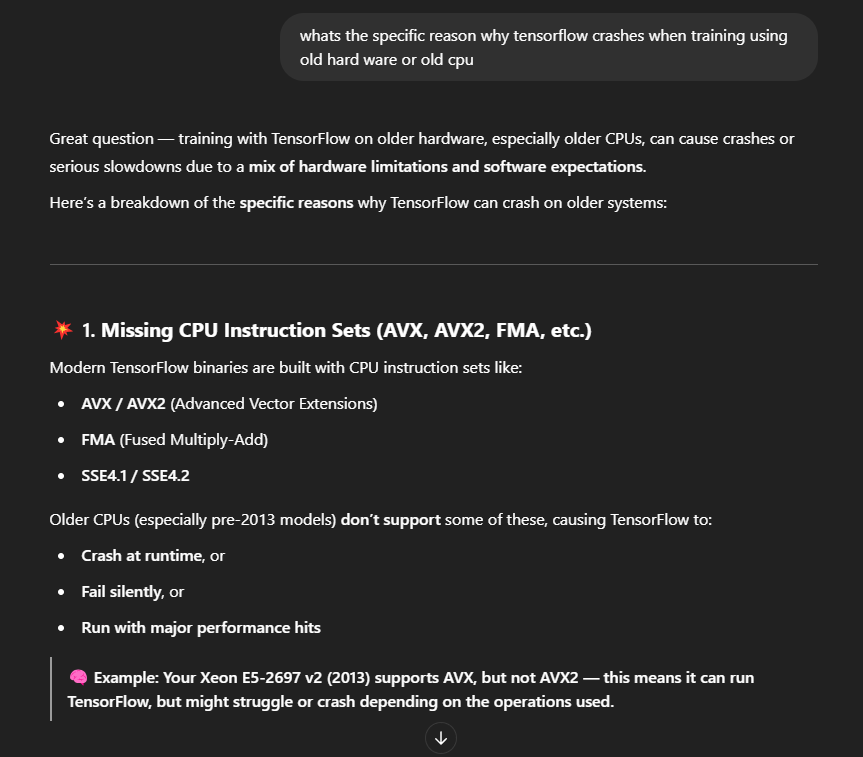 whats the specific reason why tensorflow crashes when training using
old hard ware or old cpu
Great question — training with TensorFlow on older hardware, especially older CPUs, can cause crashes or
serious slowdowns due to a mix of hardware limitations and software expectations.
Here's a breakdown of the specific reasons why TensorFlow can crash on older systems:
💥 1. Missing CPU Instruction Sets (AVX, AVX2, FMA, etc.)
Modern TensorFlow binaries are built with CPU instruction sets like:
• AVX / AVX2 (Advanced Vector Extensions)
• FMA (Fused Multiply-Add)
• SSE4.1 / SSE4.2
Older CPUs (especially pre-2013 models) don't support some of these, causing TensorFlow to:
• Crash at runtime, or
• Fail silently, or
• Run with major performance hits
🧠 Example: Your Xeon E5-2697 v2 (2013) supports AVX, but not AVX2 — this means it can run
TensorFlow, but might struggle or crash depending on the operations used.